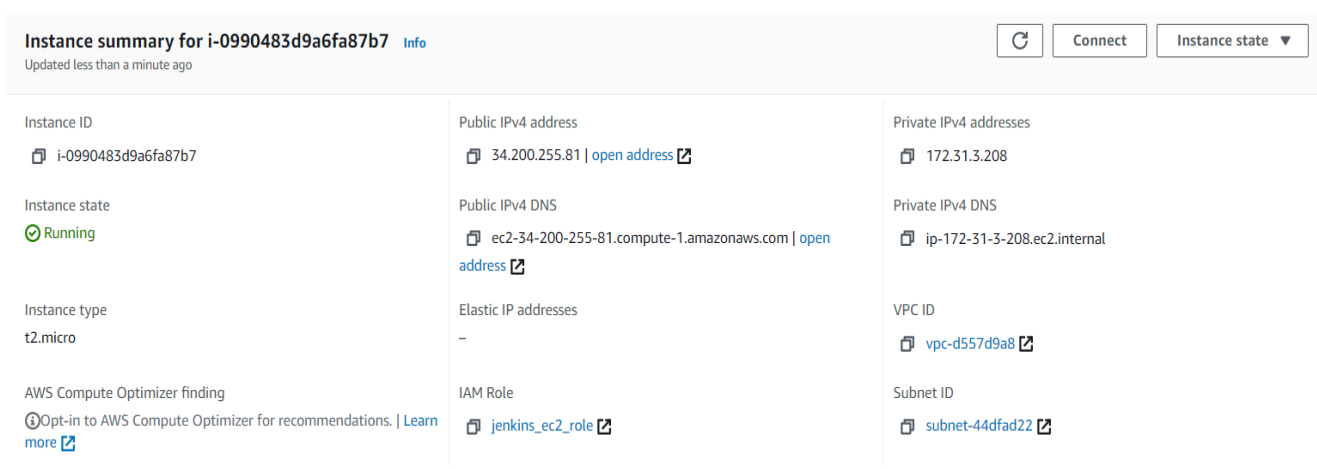 Instance summary for i-0990483d9a6fa87b7 Info
Updated less than a minute ago
Connect
Instance state ▼
Instance ID
i-0990483d9a6fa87b7
Public IPv4 address
34.200.255.81 | open address
Private IPv4 addresses
172.31.3.208
Instance state
Running
Public IPv4 DNS
ec2-34-200-255-81.compute-1.amazonaws.com | open
address
Private IPv4 DNS
ip-172-31-3-208.ec2.internal
Instance type
t2.micro
Elastic IP addresses
–
VPC ID
vpc-d557d9a8
AWS Compute Optimizer finding
Opt-in to AWS Compute Optimizer for recommendations. | Learn
more
IAM Role
jenkins_ec2_role
Subnet ID
subnet-44dfad22